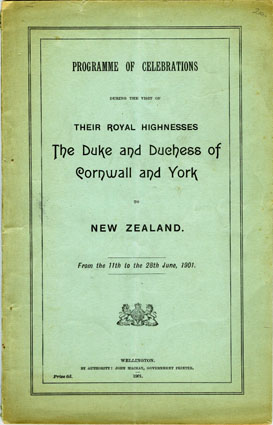 PROGRAMME OF CELEBRATIONS
DURING THE VISIT OF
THEIR ROYAL HIGHNESSES
The Duke and Duchess of
Cornwall and York
TO
NEW ZEALAND.
From the 11th to the 28th June, 1901.
WELLINGTON.
BY AUTHORITY: JOHN MACKAY, GOVERNMENT PRINTER.
Price 6d.
1901.